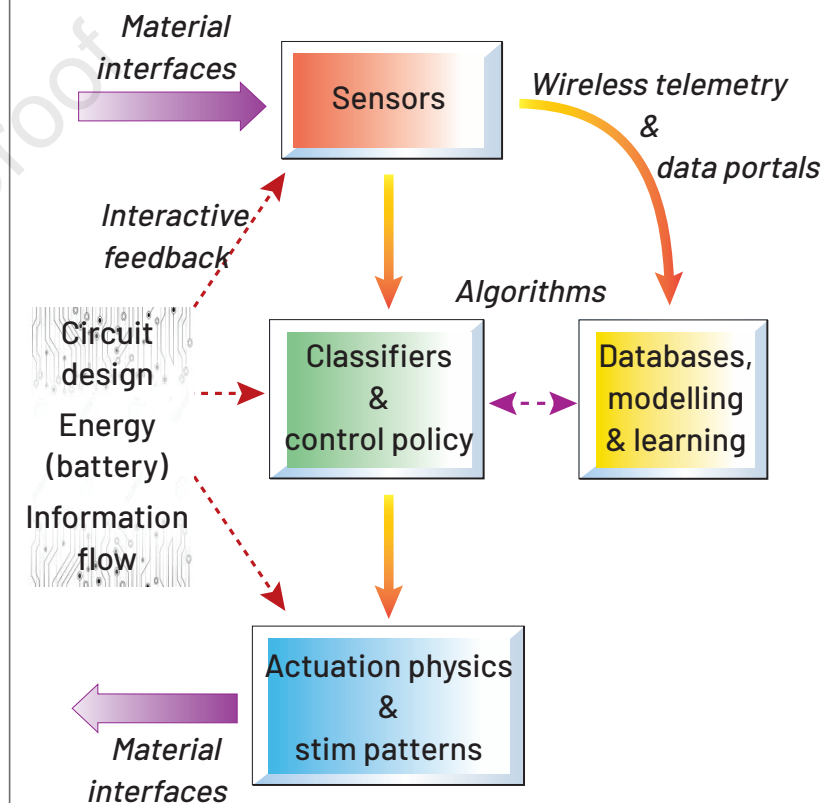 Material
interfaces
Sensors
Wireless telemetry
&
data portals
Interactive
feedback
Algorithms
Circuit
design
Energy
(battery)
Information
flow
Classifiers
&
control policy
Databases,
modelling
& learning
Actuation physics
&
stim patterns
Material
interfaces